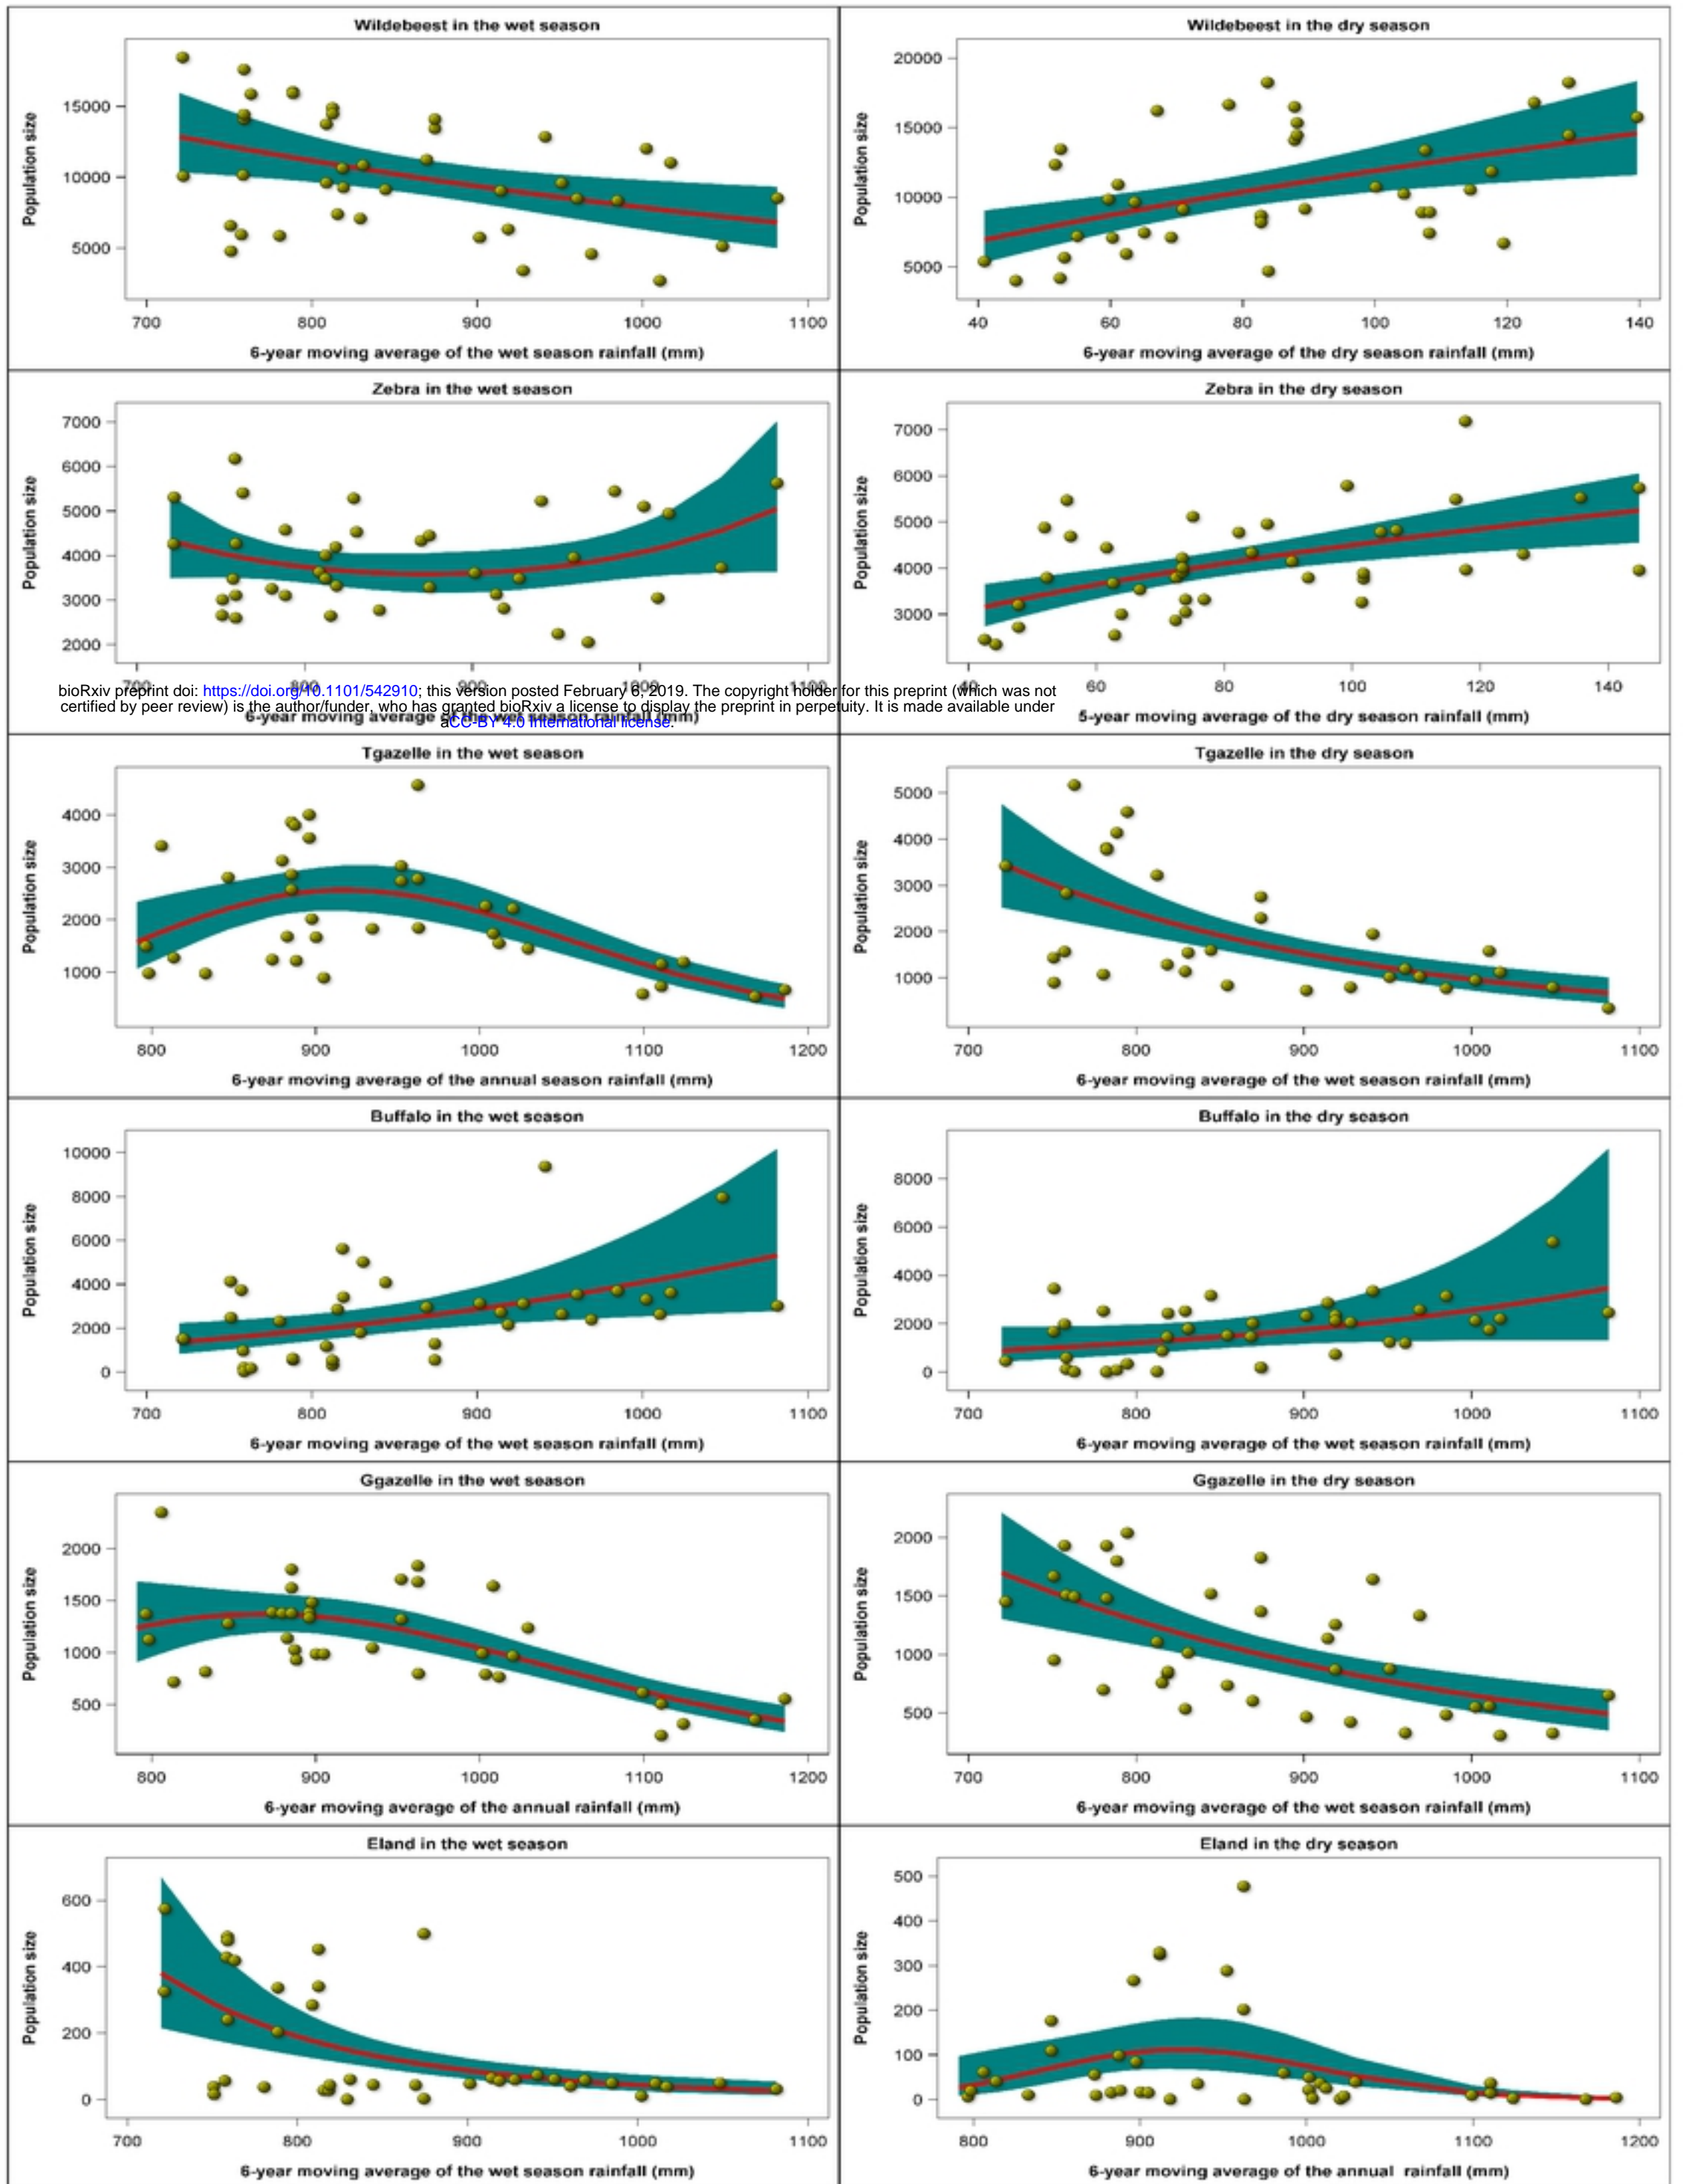 Wildebeest in the wet season
Population size
15000
10000
5000
700 800 900 1000 1100
6-year moving average of the wet season rainfall (mm)
Wildebeest in the dry season
Population size
20000
15000
10000
5000
40 60 80 100 120 140
6-year moving average of the dry season rainfall (mm)
Zebra in the wet season
Population size
7000
6000
5000
4000
3000
2000
700 800 900 1000 1100
6-year moving average of the wet season rainfall (mm)
Zebra in the dry season
Population size
7000
6000
5000
4000
3000
40 60 80 100 120 140
5-year moving average of the dry season rainfall (mm)
bioRxiv preprint doi: https://doi.org/10.1101/542910; this version posted February 6, 2019. The copyright holder for this preprint (which was not
certified by peer review) is the author/funder, who has granted bioRxiv a license to display the preprint in perpetuity. It is made available under
aCC-BY 4.0 International license.
Tgazelle in the wet season
Population size
4000
3000
2000
1000
800 900 1000 1100 1200
6-year moving average of the annual season rainfall (mm)
Tgazelle in the dry season
Population size
5000
4000
3000
2000
1000
700 800 900 1000 1100
6-year moving average of the wet season rainfall (mm)
Buffalo in the wet season
Population size
10000
8000
6000
4000
2000
0
700 800 900 1000 1100
6-year moving average of the wet season rainfall (mm)
Buffalo in the dry season
Population size
8000
6000
4000
2000
0
700 800 900 1000 1100
6-year moving average of the wet season rainfall (mm)
Ggazelle in the wet season
Population size
2000
1500
1000
500
800 900 1000 1100 1200
6-year moving average of the annual rainfall (mm)
Ggazelle in the dry season
Population size
2000
1500
1000
500
700 800 900 1000 1100
6-year moving average of the wet season rainfall (mm)
Eland in the wet season
Population size
600
400
200
0
700 800 900 1000 1100
6-year moving average of the wet season rainfall (mm)
Eland in the dry season
Population size
500
400
300
200
100
0
800 900 1000 1100 1200
6-year moving average of the annual rainfall (mm)